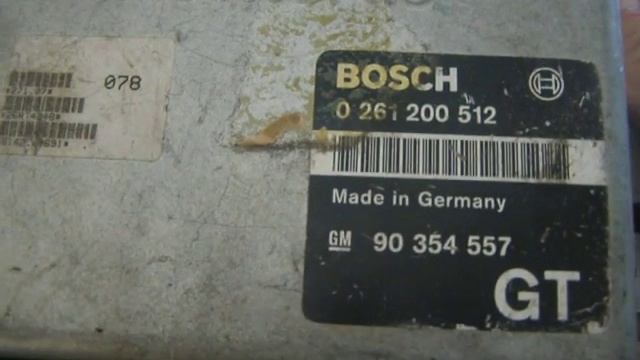 078
BOSCH
0 261 200 512
Made in Germany
GM 90 354 557
GT